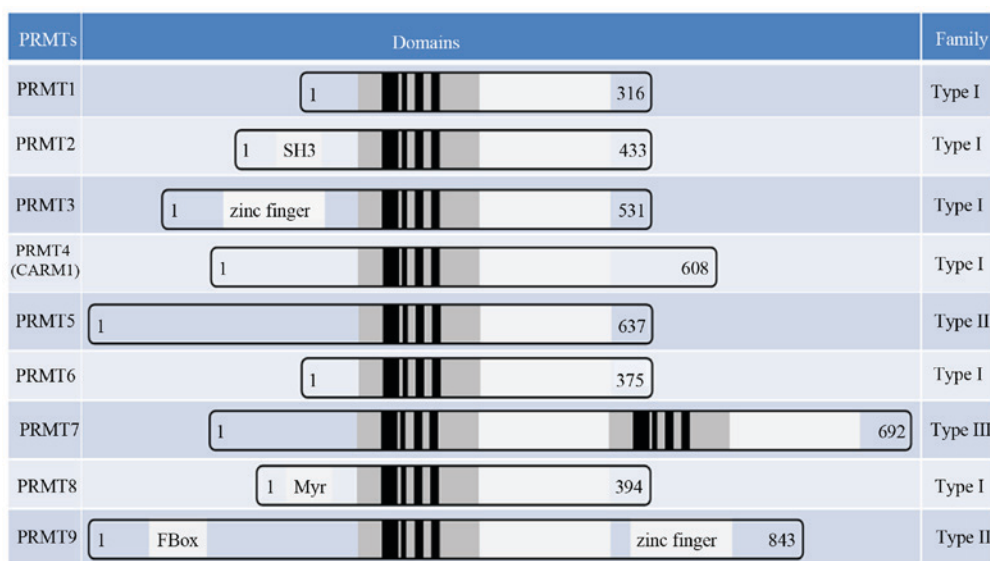 PRMTs Domains Family
PRMT1 1 316 Type I
PRMT2 1 SH3 433 Type I
PRMT3 1 zinc finger 531 Type I
PRMT4
(CARM1) 1 608 Type I
PRMT5 1 637 Type II
PRMT6 1 375 Type I
PRMT7 1 692 Type III
PRMT8 1 Myr 394 Type I
PRMT9 1 FBox zinc finger 843 Type II